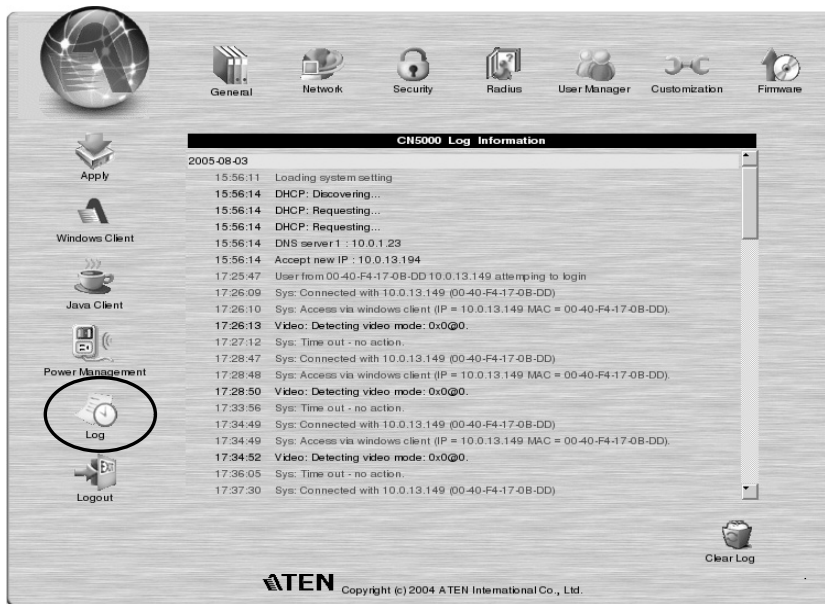 General Network Security Radius User Manager Customization Firmware
Apply
Windows Client
Java Client
Power Management
Log
Logout
CN5000 Log Information
2005-08-03
15:56:11 Loading system setting
15:56:14 DHCP: Discovering...
15:56:14 DHCP: Requesting...
15:56:14 DHCP: Requesting...
15:56:14 DNS server 1 : 10.0.1.23
15:56:14 Accept new IP : 10.0.13.194
17:25:47 User from 00-40-F4-17-0B-DD 10.0.13.149 attemping to login
17:26:09 Sys: Connected with 10.0.13.149 (00-40-F4-17-0B-DD)
17:26:10 Sys: Access via windows client (IP = 10.0.13.149 MAC = 00-40-F4-17-0B-DD).
17:26:13 Video: Detecting video mode: 0x0@0.
17:27:12 Sys: Time out - no action.
17:28:47 Sys: Connected with 10.0.13.149 (00-40-F4-17-0B-DD)
17:28:48 Sys: Access via windows client (IP = 10.0.13.149 MAC = 00-40-F4-17-0B-DD).
17:28:50 Video: Detecting video mode: 0x0@0.
17:33:56 Sys: Time out - no action.
17:34:49 Sys: Connected with 10.0.13.149 (00-40-F4-17-0B-DD)
17:34:49 Sys: Access via windows client (IP = 10.0.13.149 MAC = 00-40-F4-17-0B-DD).
17:34:52 Video: Detecting video mode: 0x0@0.
17:36:05 Sys: Time out - no action.
17:37:30 Sys: Connected with 10.0.13.149 (00-40-F4-17-0B-DD)
Clear Log
ATEN Copyright (c) 2004 ATEN International Co., Ltd.